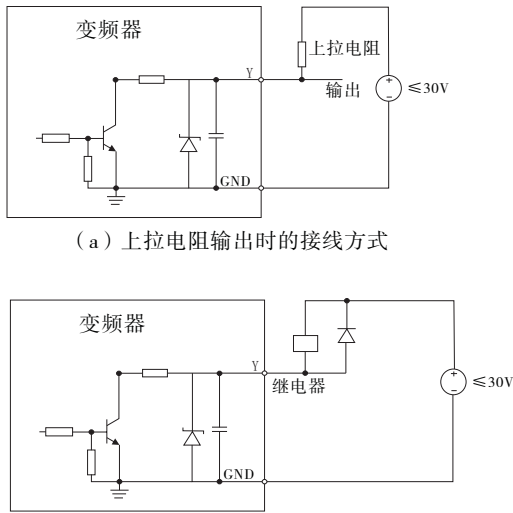 变频器
上拉电阻
Y
输出
+
−
≤30V
GND
（a）上拉电阻输出时的接线方式
变频器
Y
继电器
+
−
≤30V
GND